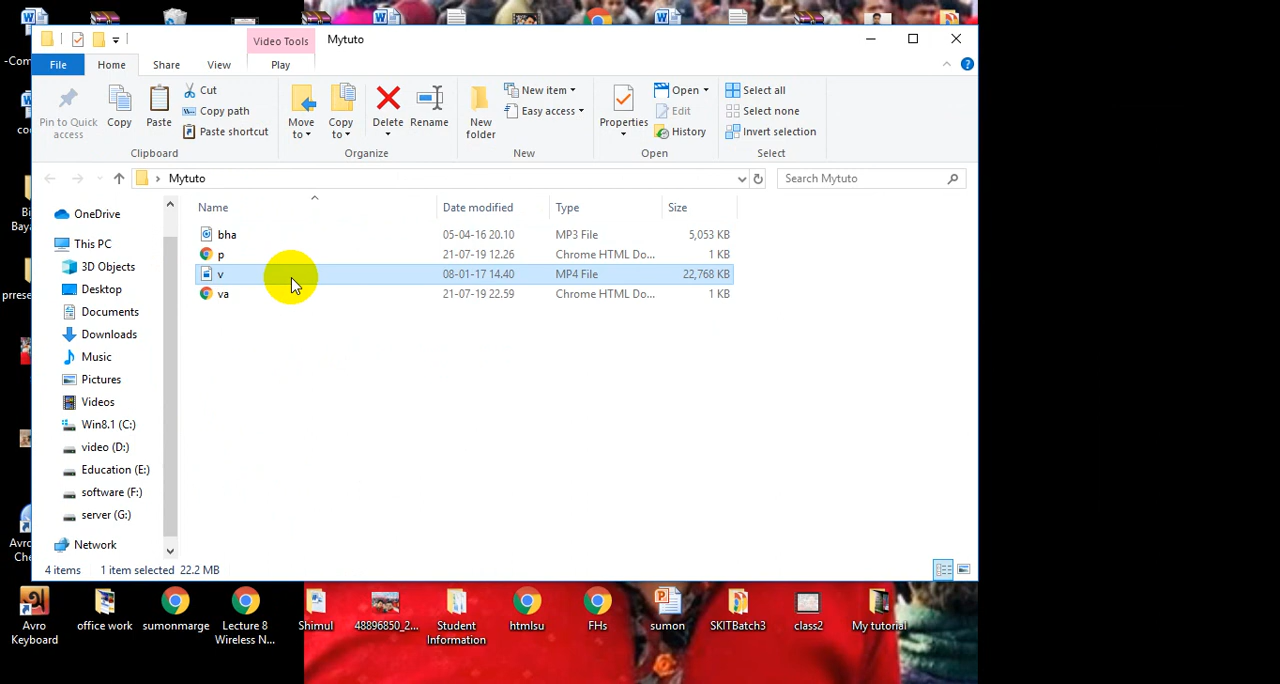 Video Tools
Mytuto
File
Home
Share
View
Play
Pin to Quick access
Copy
Paste
Cut
Copy path
Paste shortcut
Clipboard
Move to
Copy to
Delete
Rename
Organize
New folder
New item
Easy access
New
Properties
Open
Edit
History
Open
Select all
Select none
Invert selection
Select
Mytuto
Search Mytuto
Name
Date modified
Type
Size
bha 05-04-16 20.10 MP3 File 5,053 KB
p 21-07-19 12.26 Chrome HTML Do... 1 KB
v 08-01-17 14.40 MP4 File 22,768 KB
va 21-07-19 22.59 Chrome HTML Do... 1 KB
OneDrive
This PC
3D Objects
Desktop
Documents
Downloads
Music
Pictures
Videos
Win8.1 (C:)
video (D:)
Education (E:)
software (F:)
server (G:)
Network
4 items 1 item selected 22.2 MB
-Com
prese
Avro Keyboard
office work
sumonmarge
Lecture 8 Wireless N...
Shimul
48896850_2...
Student Information
htmlsu
FHs
sumon
SKITBatch3
class2
My tutorial